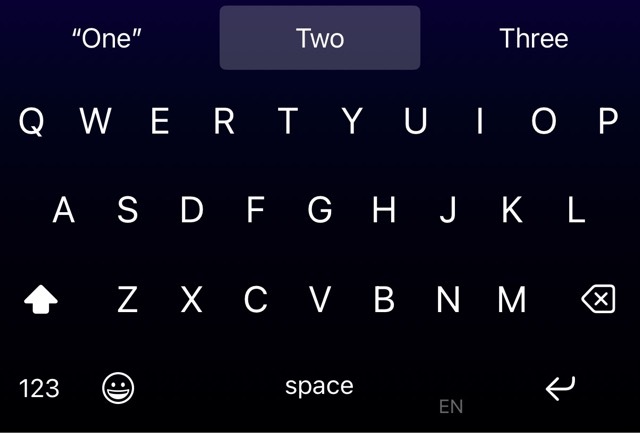 “One” Two Three
Q W E R T Y U I O P
A S D F G H J K L
Z X C V B N M
123 space EN